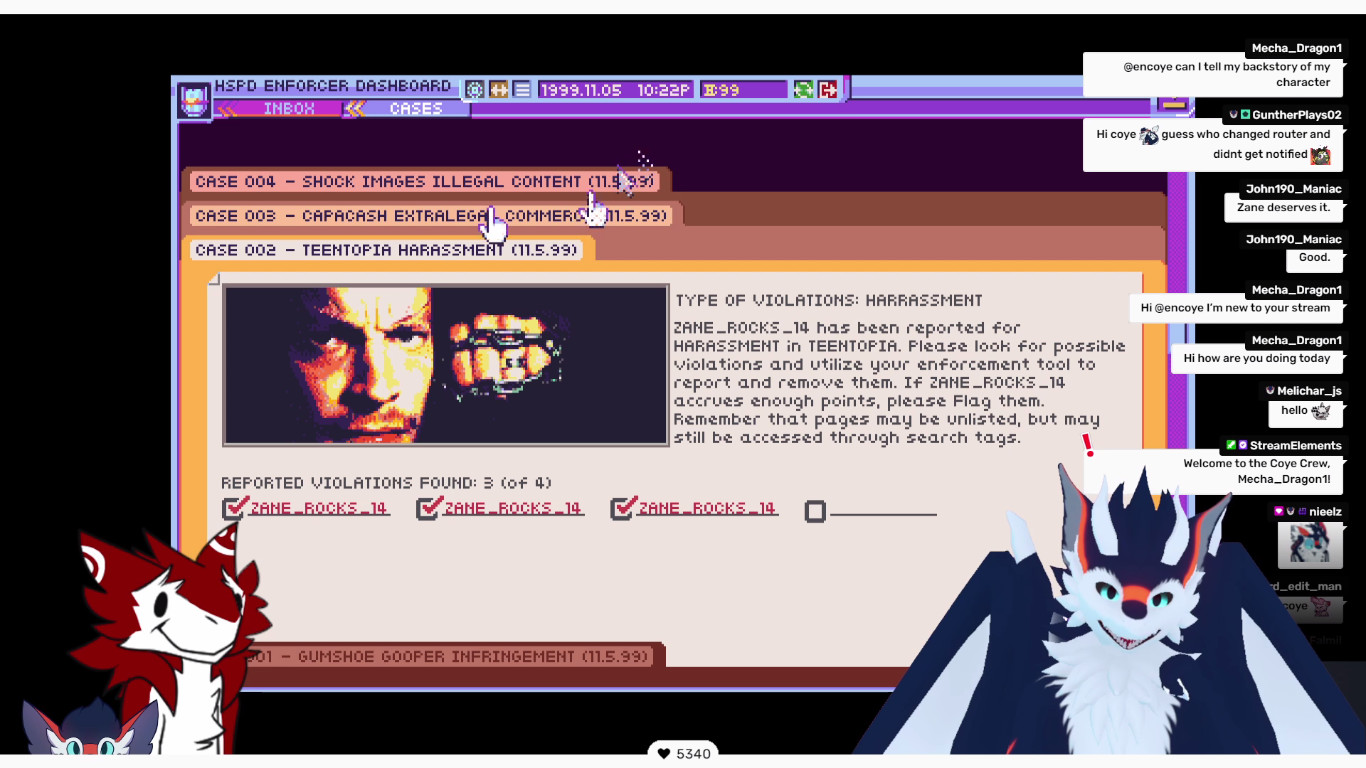 HSPD ENFORCER DASHBOARD
1999.11.05 10:22P
99
INBOX
CASES
CASE 004 - SHOCK IMAGES ILLEGAL CONTENT (11.5.99)
CASE 003 - CAPACASH EXTRALEGAL COMMERC (11.5.99)
CASE 002 - TEENTOPIA HARASSMENT (11.5.99)
TYPE OF VIOLATIONS: HARRASSMENT
ZANE_ROCKS_14 has been reported for
HARASSMENT in TEENTOPIA. Please look for possible
violations and utilize your enforcement tool to
report and remove them. If ZANE_ROCKS_14
accrues enough points, please Flag them.
Remember that pages may be unlisted, but may
still be accessed through search tags.
REPORTED VIOLATIONS FOUND: 3 (of 4)
ZANE_ROCKS_14
ZANE_ROCKS_14
ZANE_ROCKS_14
001 - GUMSHOE GOOPER INFRINGEMENT (11.5.99)
Mecha_Dragon1
@encoye can I tell my backstory of my
character
GuntherPlays02
Hi coye guess who changed router and
didnt get notified
John190_Maniac
Zane deserves it.
John190_Maniac
Good.
Mecha_Dragon1
Hi @encoye I'm new to your stream
Mecha_Dragon1
Hi how are you doing today
Melichar_js
hello
StreamElements
Welcome to the Coye Crew,
Mecha_Dragon1!
nieelz
d_edit_man
coye
5340